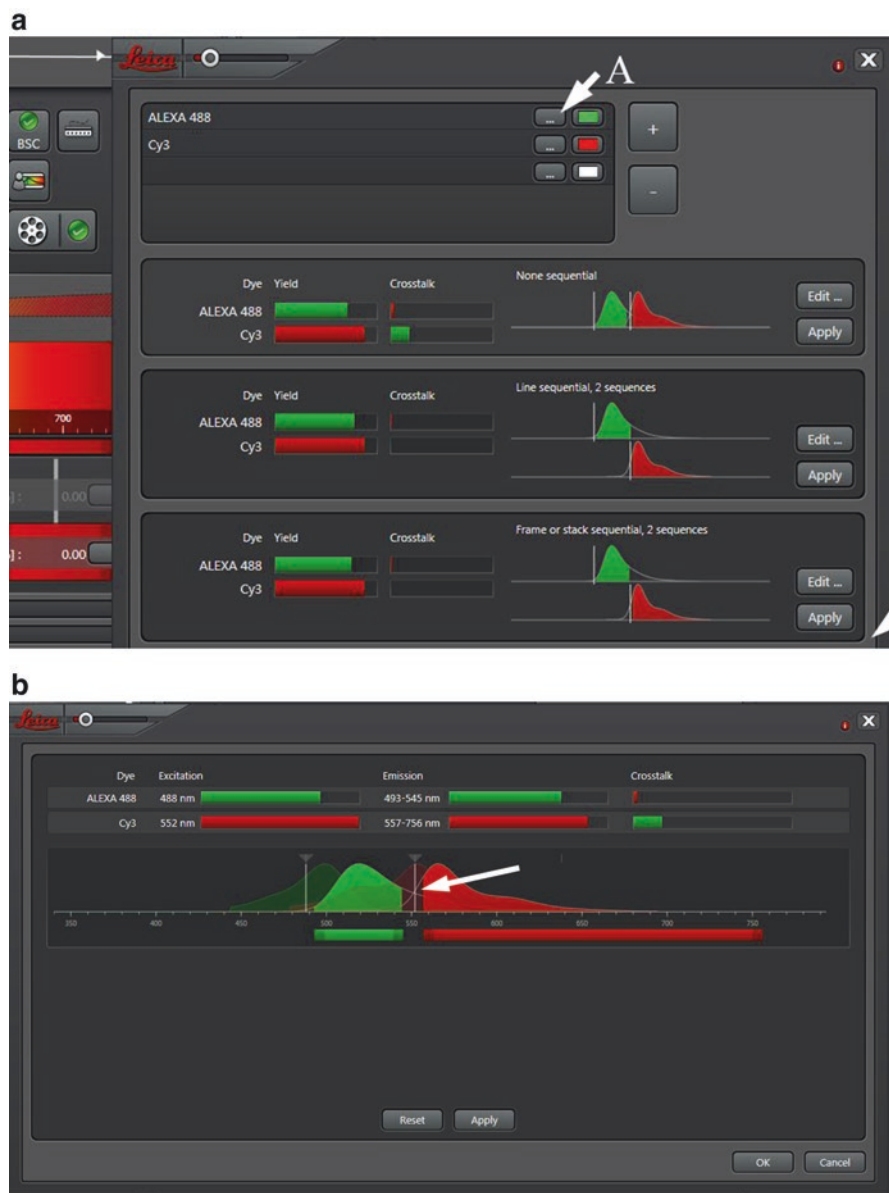 a
Leica
A
ALEXA 488 ...
Cy3 ...
...
+
-
BSC
700
0.00
]: 0.00
Dye Yield Crosstalk None sequential
ALEXA 488
Cy3
Edit ...
Apply
Dye Yield Crosstalk Line sequential, 2 sequences
ALEXA 488
Cy3
Edit ...
Apply
Dye Yield Crosstalk Frame or stack sequential, 2 sequences
ALEXA 488
Cy3
Edit ...
Apply
b
Leica
Dye Excitation Emission Crosstalk
ALEXA 488 488 nm 493-545 nm
Cy3 552 nm 557-756 nm
350 400 450 500 550 600 650 700 750
Reset Apply
OK Cancel